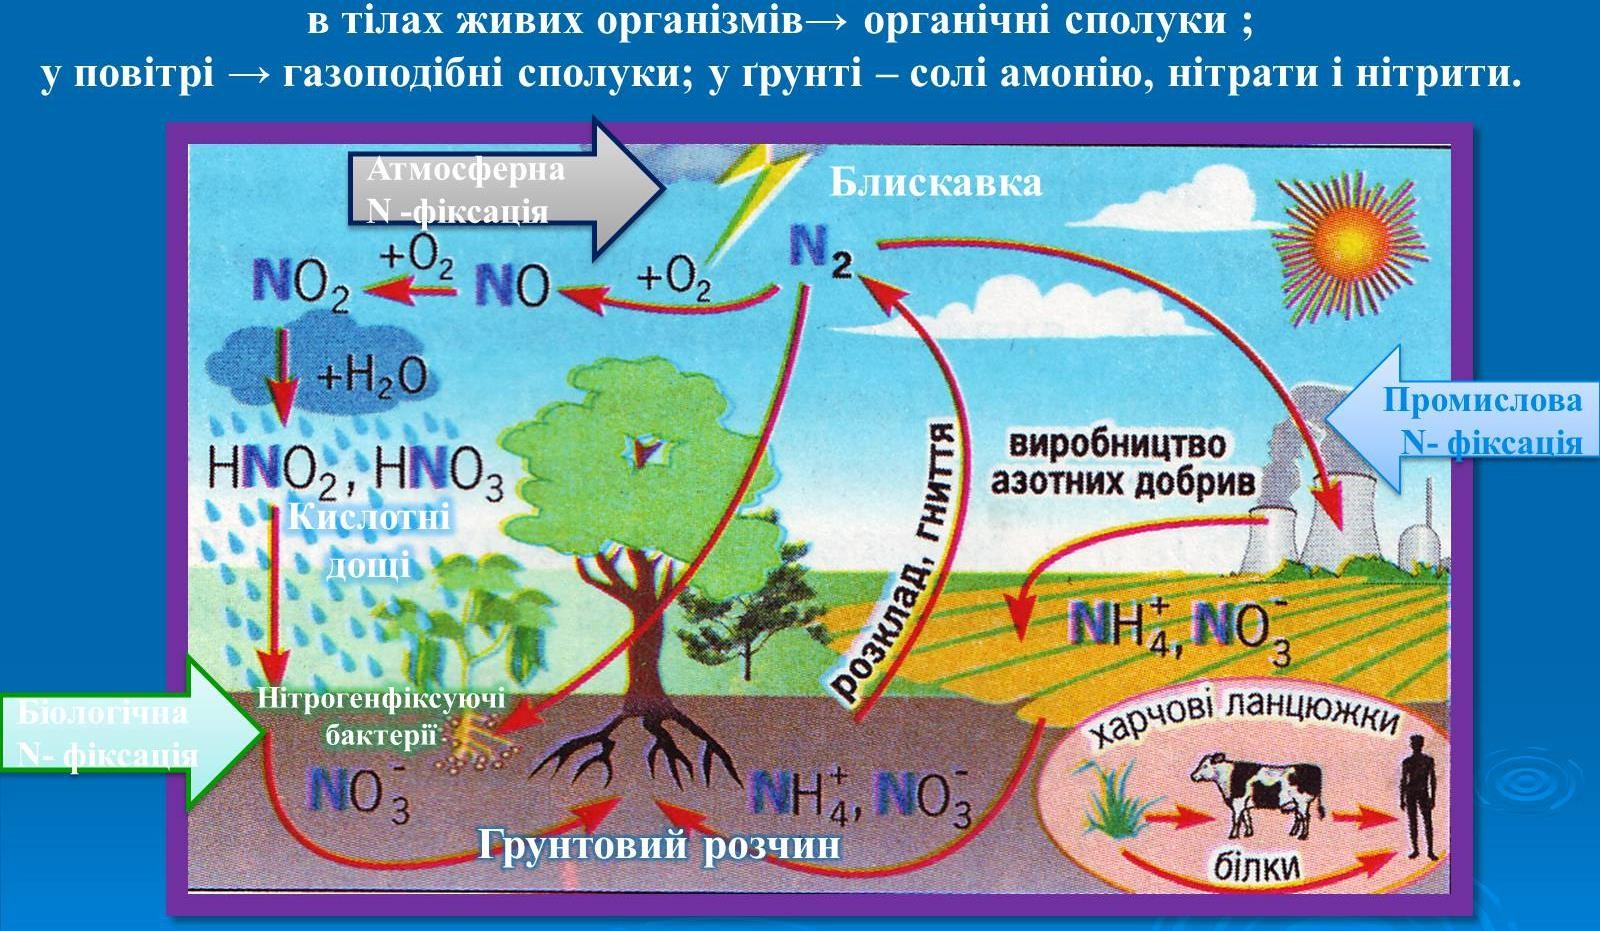 в тілах живих організмів→ органічні сполуки ;
у повітрі → газоподібні сполуки; у ґрунті – солі амонію, нітрати і нітрити.
Атмосферна
N -фіксація
Блискавка
N₂
+O₂
NO
+O₂
NO₂
+H₂O
HNO₂, HNO₃
Кислотні
дощі
Промислова
N- фіксація
виробництво
азотних добрив
розклад, гниття
NH₄⁺, NO₃⁻
Біологічна
N- фіксація
Нітрогенфіксуючі
бактерії
NO₃⁻
NH₄⁺, NO₃⁻
Грунтовий розчин
харчові ланцюжки
білки